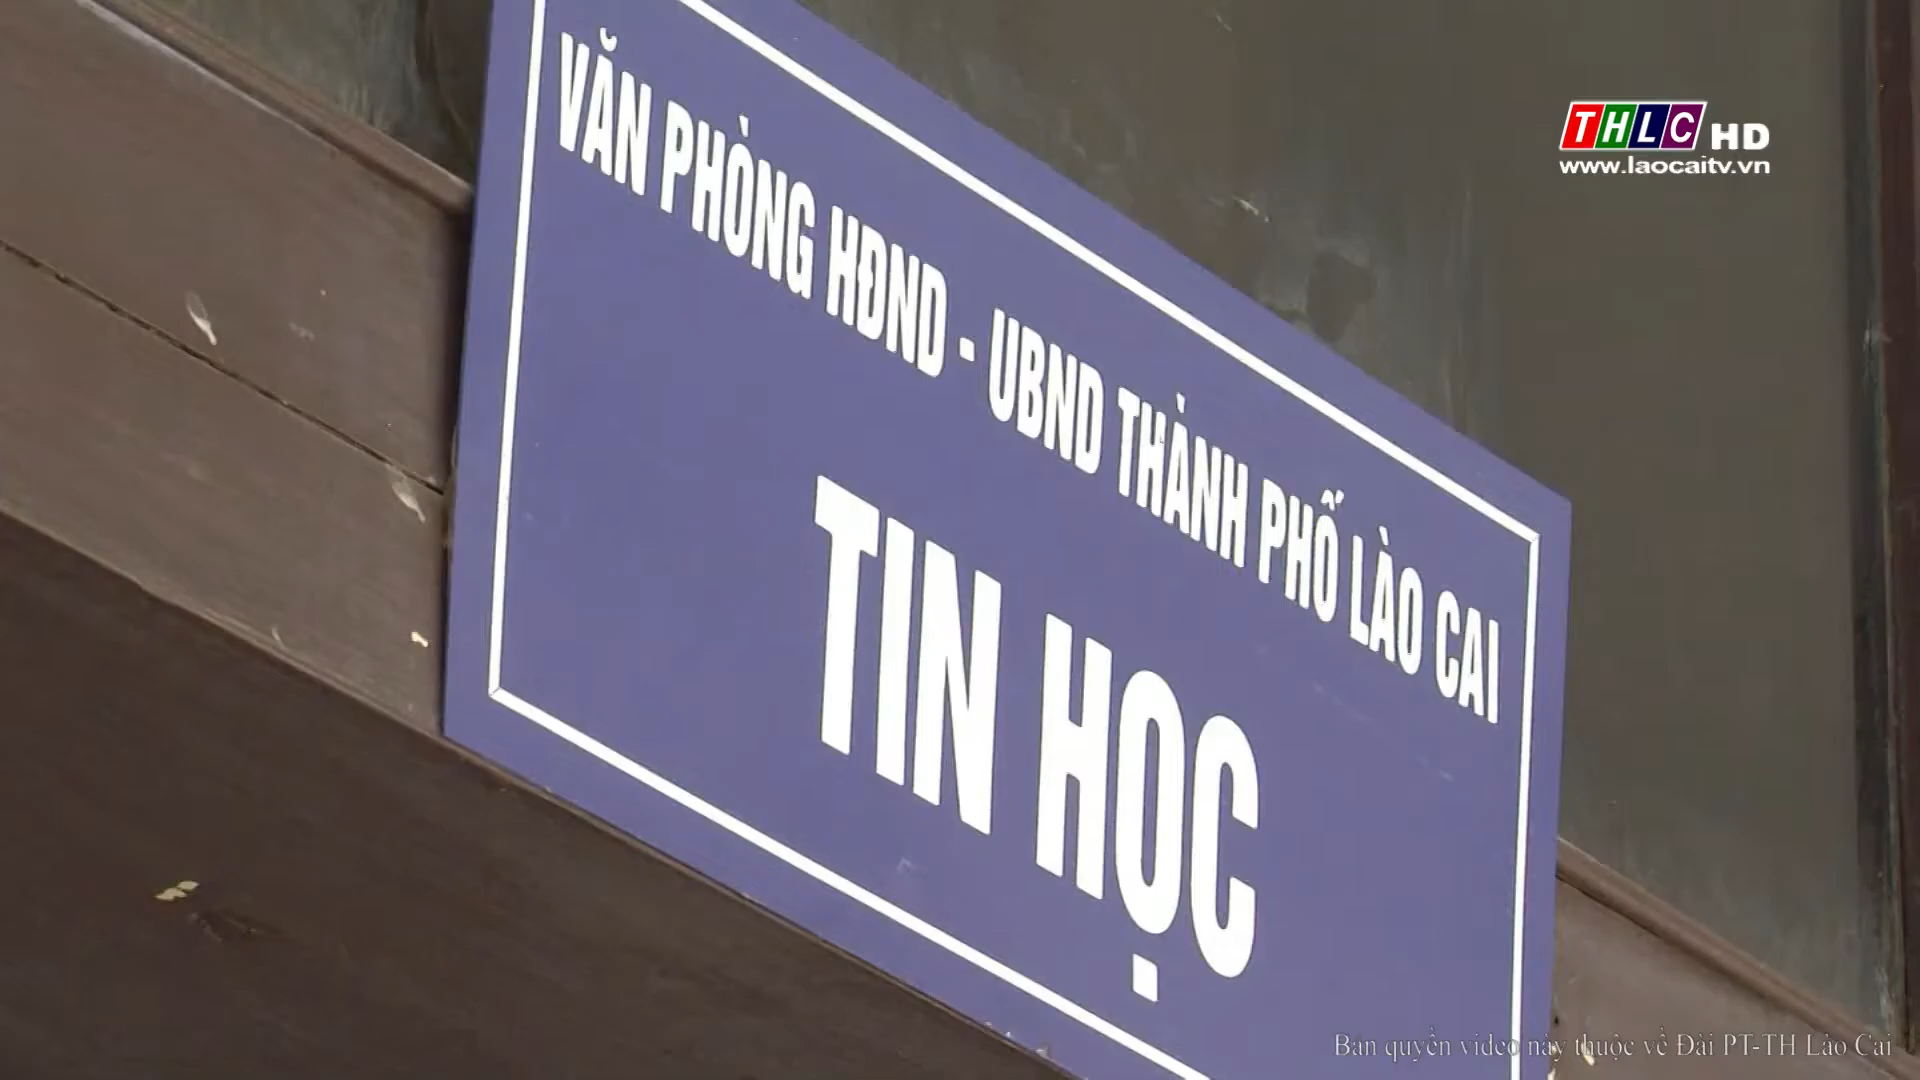 VĂN PHÒNG HĐND - UBND THÀNH PHỐ LÀO CAI
TIN HỌC
THLC HD
www.laocaitv.vn
Bản quyền video này thuộc về Đài PT-TH Lào Cai